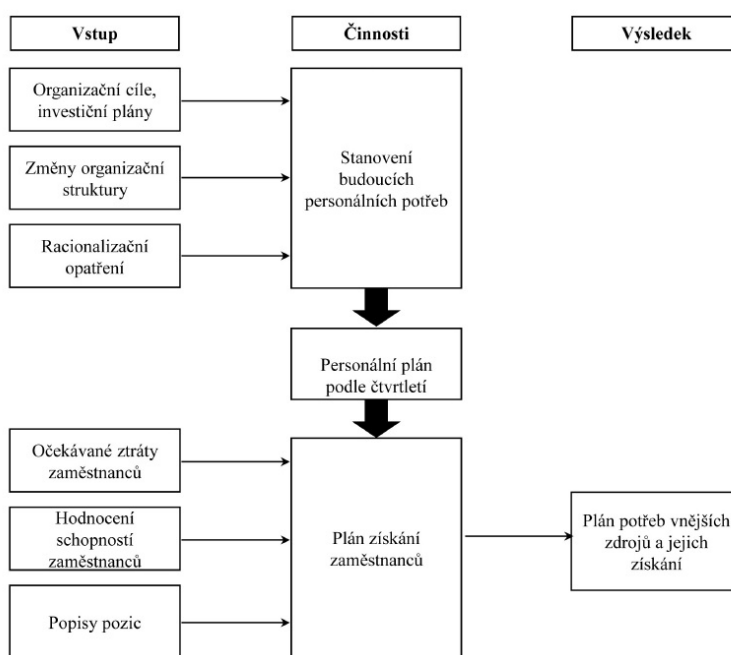 Vstup
Činnosti
Výsledek
Organizační cíle,
investiční plány
Změny organizační
struktury
Racionalizační
opatření
Stanovení
budoucích
personálních potřeb
Personální plán
podle čtvrtletí
Očekávané ztráty
zaměstnanců
Hodnocení
schopností
zaměstnanců
Popisy pozic
Plán získání
zaměstnanců
Plán potřeb vnějších
zdrojů a jejich
získání